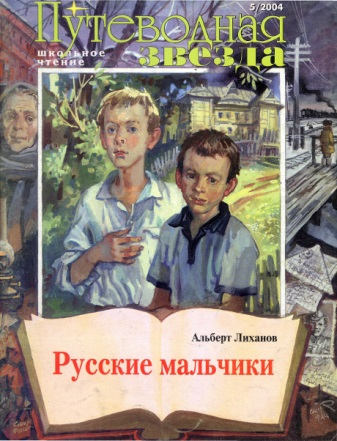 5/2004
Путеводная
звезда
школьное
чтение
Альберт Лиханов
Русские мальчики